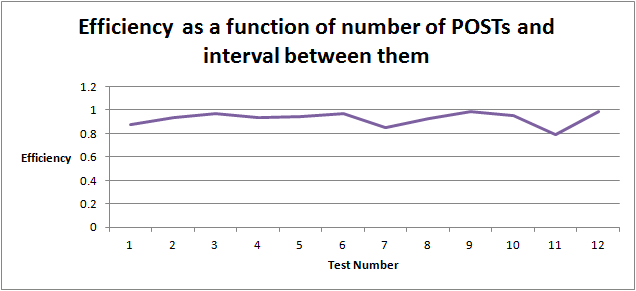 Efficiency as a function of number of POSTs and
interval between them
1.2
1
0.8
0.6
0.4
0.2
0
Efficiency
1 2 3 4 5 6 7 8 9 10 11 12
Test Number